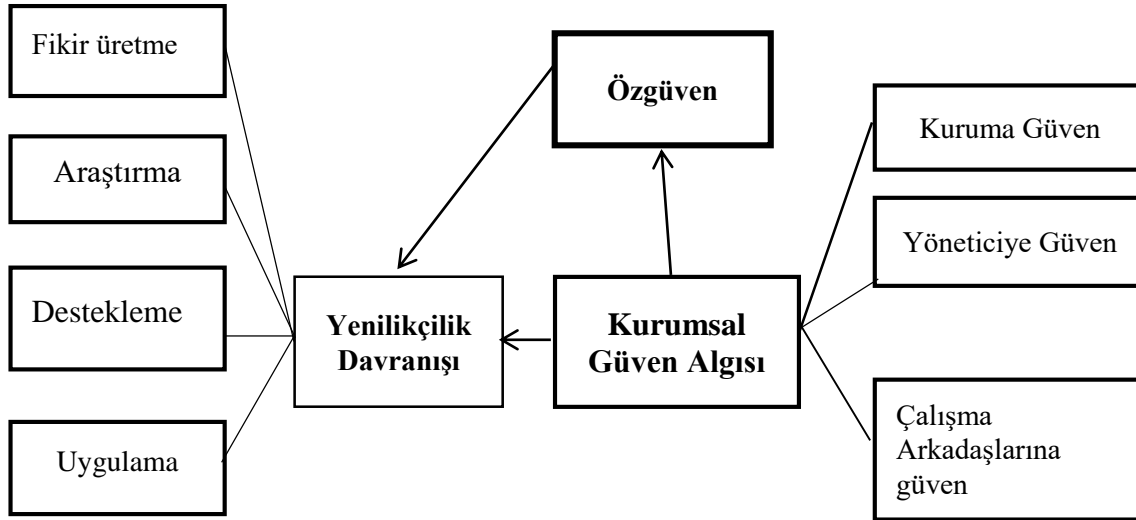 Fikir üretme
Araştırma
Destekleme
Uygulama
Özgüven
Yenilikçilik
Davranışı
Kurumsal
Güven Algısı
Kuruma Güven
Yöneticiye Güven
Çalışma
Arkadaşlarına
güven